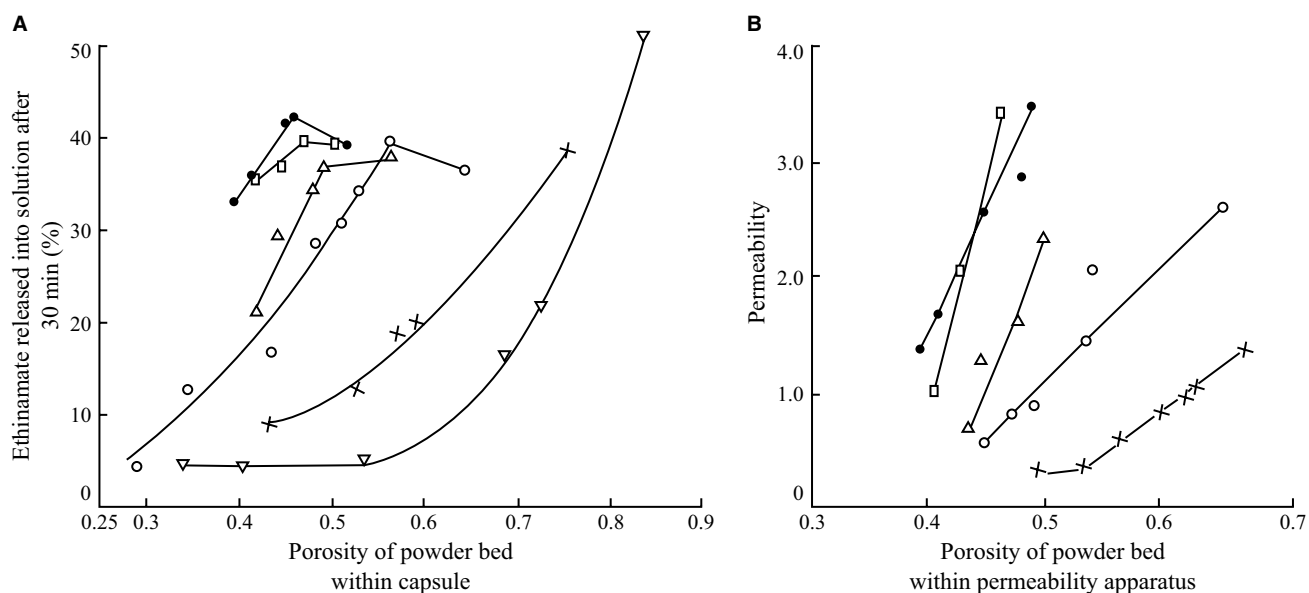 A
Ethinamate released into solution after
30 min (%)
50
40
30
20
10
0
0.25 0.3 0.4 0.5 0.6 0.7 0.8 0.9
Porosity of powder bed
within capsule
B
Permeability
4.0
3.0
2.0
1.0
0
0.3 0.4 0.5 0.6 0.7
Porosity of powder bed
within permeability apparatus